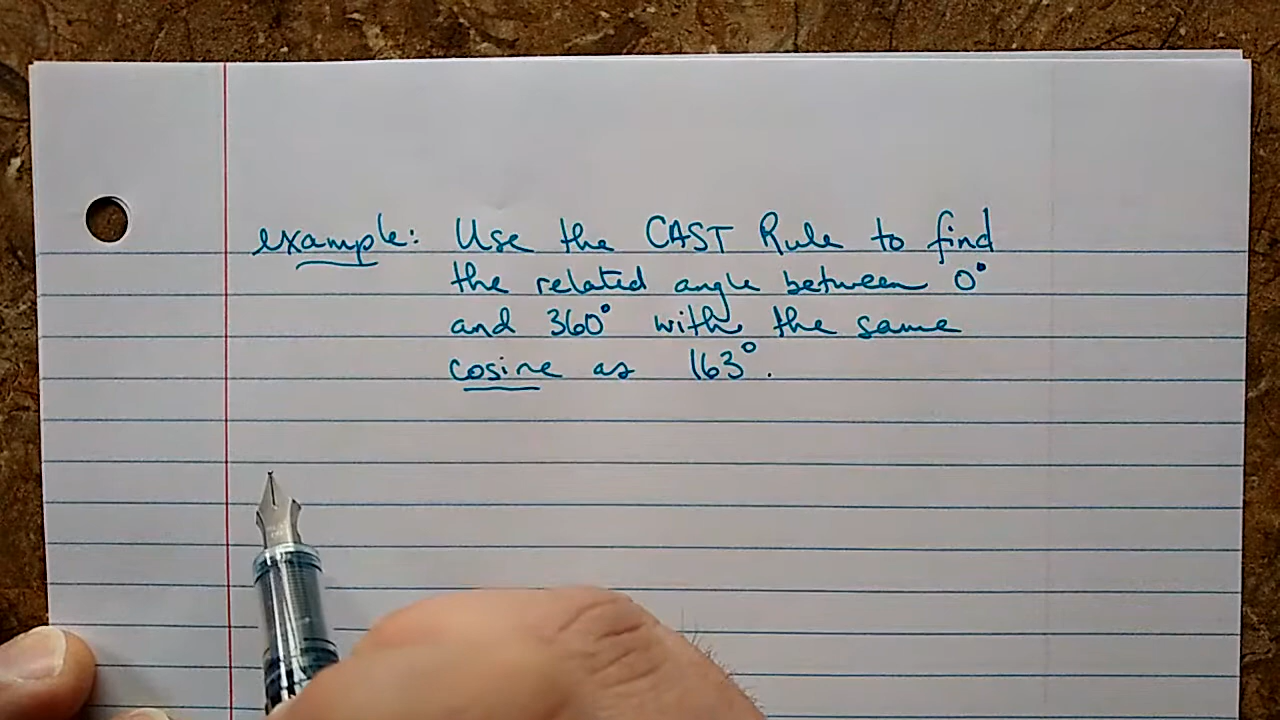 example: Use the CAST Rule to find
the related angle between 0°
and 360° with the same
cosine as 163°.